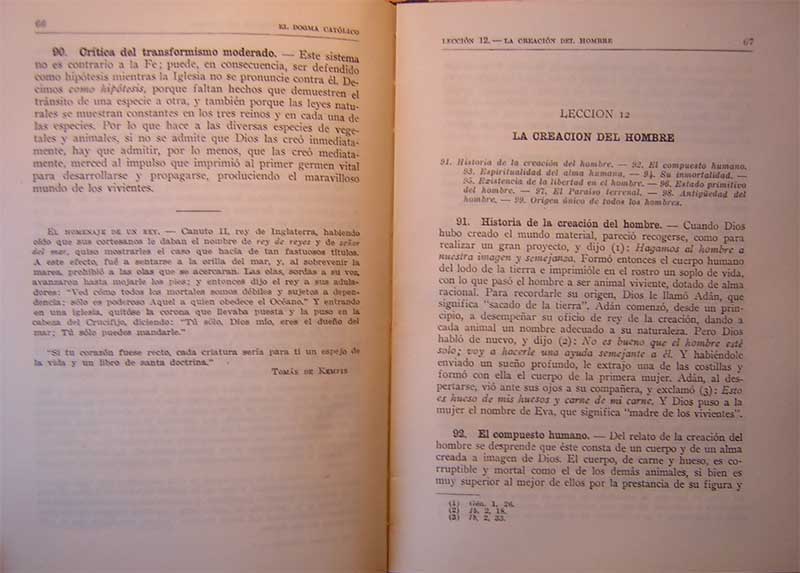 66
EL DOGMA CATÓLICO
90. Crítica del transformismo moderado. — Este sistema
no es contrario a la Fe; puede, en consecuencia, ser defendido
como hipótesis mientras la Iglesia no se pronuncie contra él. De-
cimos como hipótesis, porque faltan hechos que demuestren el
tránsito de una especie a otra, y también porque las leyes natu-
rales se muestran constantes en los tres reinos y en cada una de
las especies. Por lo que hace a las diversas especies de vege-
tales y animales, si no se admite que Dios las creó inmediata-
mente, hay que admitir, por lo menos, que las creó mediata-
mente, merced al impulso que imprimió al primer germen vital
para desarrollarse y propagarse, produciendo el maravilloso
mundo de los vivientes.
EL HOMENAJE DE UN REY. — Canuto II, rey de Inglaterra, habiendo
oído que sus cortesanos le daban el nombre de rey de reyes y de señor
del mar, quiso mostrarles el caso que hacía de tan fastuosos títulos.
A este efecto, fué a sentarse a la orilla del mar, y, al sobrevenir la
marea, prohibió a las olas que se acercaran. Las olas, sordas a su voz,
avanzaron hasta mojarle los pies; y entonces dijo el rey a sus adula-
dores: "Ved cómo todos los mortales somos débiles y sujetos a depen-
dencia; sólo es poderoso Aquel a quien obedece el Océano." Y entrando
en una iglesia, quitóse la corona que llevaba puesta y la puso en la
cabeza del Crucifijo, diciendo: "Tú sólo, Dios mío, eres el dueño del
mar; Tú sólo puedes mandarle."
"Si tu corazón fuese recto, cada criatura sería para ti un espejo de
la vida y un libro de santa doctrina."
TOMÁS DE KEMPIS
LECCIÓN 12. — LA CREACIÓN DEL HOMBRE
67
LECCION 12
LA CREACION DEL HOMBRE
91. Historia de la creación del hombre. — 92. El compuesto humano.
93. Espiritualidad del alma humana. — 94. Su inmortalidad. —
95. Existencia de la libertad en el hombre. — 96. Estado primitivo
del hombre. — 97. El Paraíso terrenal. — 98. Antigüedad del
hombre. — 99. Origen único de todos los hombres.
91. Historia de la creación del hombre. — Cuando Dios
hubo creado el mundo material, pareció recogerse, como para
realizar un gran proyecto, y dijo (1): Hagamos al hombre a
nuestra imagen y semejanza. Formó entonces el cuerpo humano
del lodo de la tierra e imprimióle en el rostro un soplo de vida,
con lo que pasó el hombre a ser animal viviente, dotado de alma
racional. Para recordarle su origen, Dios le llamó Adán, que
significa "sacado de la tierra". Adán comenzó, desde un prin-
cipio, a desempeñar su oficio de rey de la creación, dando a
cada animal un nombre adecuado a su naturaleza. Pero Dios
habló de nuevo, y dijo (2): No es bueno que el hombre esté
solo; voy a hacerle una ayuda semejante a él. Y habiéndole
enviado un sueño profundo, le extrajo una de las costillas y
formó con ella el cuerpo de la primera mujer. Adán, al des-
pertarse, vió ante sus ojos a su compañera, y exclamó (3): Esto
es hueso de mis huesos y carne de mi carne. Y Dios puso a la
mujer el nombre de Eva, que significa "madre de los vivientes".
92. El compuesto humano. — Del relato de la creación del
hombre se desprende que éste consta de un cuerpo y de un alma
creada a imagen de Dios. El cuerpo, de carne y hueso, es co-
rruptible y mortal como el de los demás animales, si bien es
muy superior al mejor de ellos por la prestancia de su figura y
(1) Gén. 1, 26.
(2) Ib. 2, 18.
(3) Ib. 2, 23.